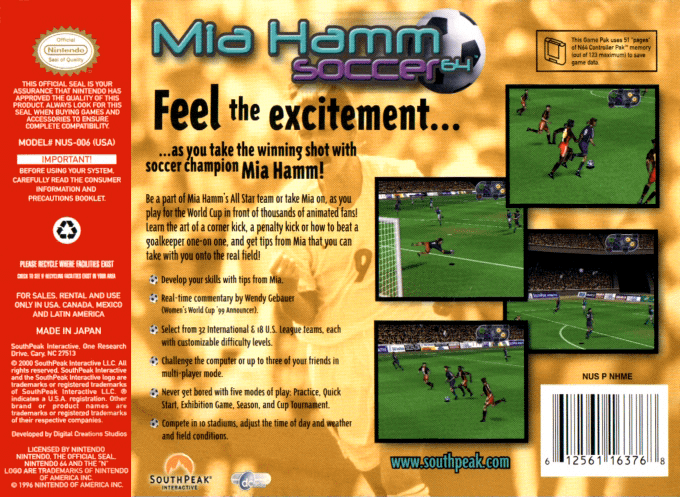 Official
Nintendo
Seal of Quality
THIS OFFICIAL SEAL IS YOUR
ASSURANCE THAT NINTENDO HAS
APPROVED THE QUALITY OF THIS
PRODUCT. ALWAYS LOOK FOR THIS
SEAL WHEN BUYING GAMES AND
ACCESSORIES TO ENSURE
COMPLETE COMPATIBILITY.
MODEL# NUS-006 (USA)
IMPORTANT!
BEFORE USING YOUR SYSTEM,
CAREFULLY READ THE CONSUMER
INFORMATION AND
PRECAUTIONS BOOKLET.
PLEASE RECYCLE WHERE FACILITIES EXIST
CHECK TO SEE IF RECYCLING FACILITIES EXIST IN YOUR AREA
FOR SALES, RENTAL AND USE
ONLY IN USA, CANADA, MEXICO
AND LATIN AMERICA
MADE IN JAPAN
SouthPeak Interactive, One Research
Drive, Cary, NC 27513
© 2000 SouthPeak Interactive LLC. All
rights reserved. SouthPeak Interactive
and the SouthPeak Interactive logo are
trademarks or registered trademarks
of SouthPeak Interactive LLC. ®
indicates a U.S.A. registration. Other
brand or product names are
trademarks or registered trademarks
of their respective companies.
Developed by Digital Creations Studios
LICENSED BY NINTENDO
NINTENDO, THE OFFICIAL SEAL,
NINTENDO 64 AND THE "N"
LOGO ARE TRADEMARKS OF NINTENDO
OF AMERICA INC.
© 1996 NINTENDO OF AMERICA INC.
Mia Hamm
SOCCER 64
This Game Pak uses 51 "pages"
of N64 Controller Pak™ memory
(out of 123 maximum) to save
game data.
Feel the excitement...
...as you take the winning shot with
soccer champion Mia Hamm!
Be a part of Mia Hamm's All Star team or take Mia on, as you
play for the World Cup in front of thousands of animated fans!
Learn the art of a corner kick, a penalty kick or how to beat a
goalkeeper one-on one, and get tips from Mia that you can
take with you onto the real field!
Develop your skills with tips from Mia.
Real-time commentary by Wendy Gebauer
(Women's World Cup '99 Announcer).
Select from 32 International & 18 U.S. League teams, each
with customizable difficulty levels.
Challenge the computer or up to three of your friends in
multi-player mode.
Never get bored with five modes of play: Practice, Quick
Start, Exhibition Game, Season, and Cup Tournament.
Compete in 10 stadiums, adjust the time of day and weather
and field conditions.
9
SOUTHPEAK
INTERACTIVE
www.southpeak.com
NUS P NHME
6 12561 16376 8